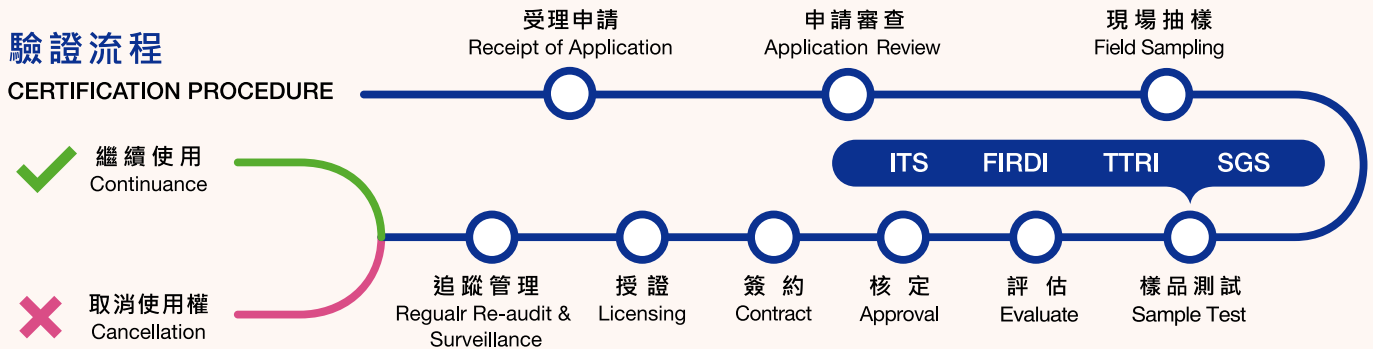 驗證流程
CERTIFICATION PROCEDURE
受理申請
Receipt of Application
申請審查
Application Review
現場抽樣
Field Sampling
ITS FIRDI TTRI SGS
樣品測試
Sample Test
評估
Evaluate
核定
Approval
簽約
Contract
授證
Licensing
追蹤管理
Regualr Re-audit &
Surveillance
繼續使用
Continuance
取消使用權
Cancellation